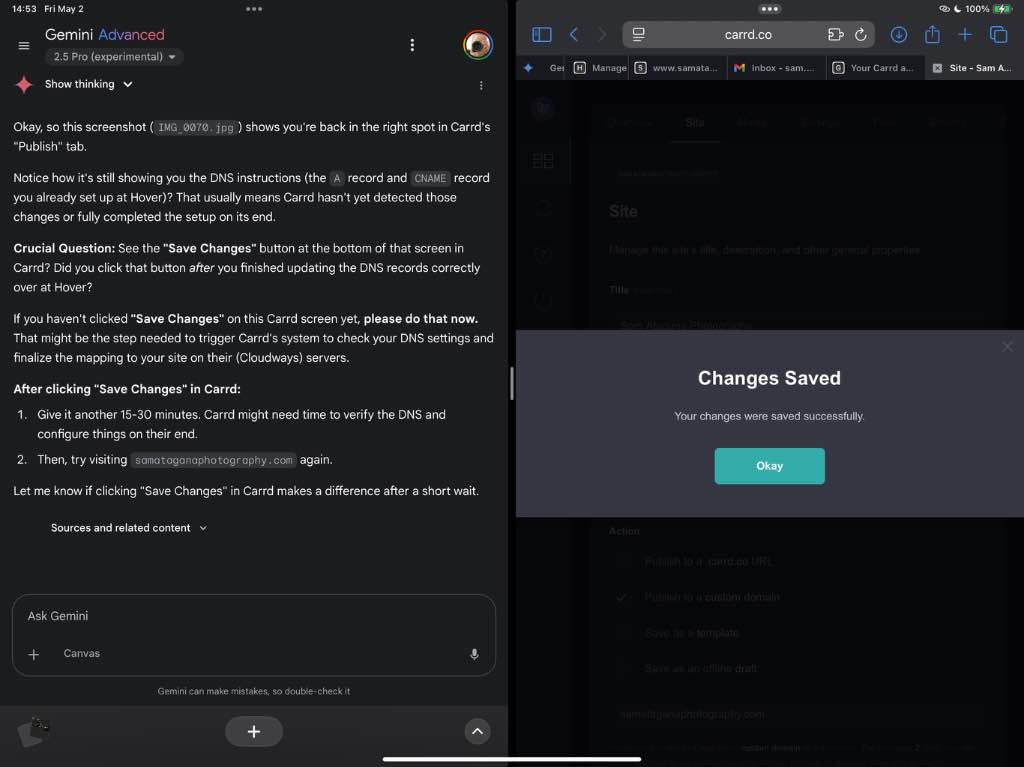 14:53 Fri May 2
100%
Gemini Advanced
2.5 Pro (experimental)
Show thinking
Okay, so this screenshot ( IMG_0070.jpg ) shows you're back in the right spot in Carrd's
"Publish" tab.
Notice how it's still showing you the DNS instructions (the A record and CNAME record
you already set up at Hover)? That usually means Carrd hasn't yet detected those
changes or fully completed the setup on its end.
Crucial Question: See the "Save Changes" button at the bottom of that screen in
Carrd? Did you click that button after you finished updating the DNS records correctly
over at Hover?
If you haven't clicked "Save Changes" on this Carrd screen yet, please do that now.
That might be the step needed to trigger Carrd's system to check your DNS settings and
finalize the mapping to your site on their (Cloudways) servers.
After clicking "Save Changes" in Carrd:
1. Give it another 15-30 minutes. Carrd might need time to verify the DNS and
configure things on their end.
2. Then, try visiting samataganaphotography.com again.
Let me know if clicking "Save Changes" in Carrd makes a difference after a short wait.
Sources and related content
Ask Gemini
Canvas
Gemini can make mistakes, so double-check it
carrd.co
Gei
H Manage
S www.samata...
Inbox - sam....
G Your Carrd a...
Site - Sam A...
Site
Site
Manage this site's title, description, and other general properties.
Title
Changes Saved
Your changes were saved successfully.
Okay
Action
Publish to a .carrd.co URL
Publish to a custom domain
Save as a template
Save as an offline draft
samataganaphotography.com
custom domain